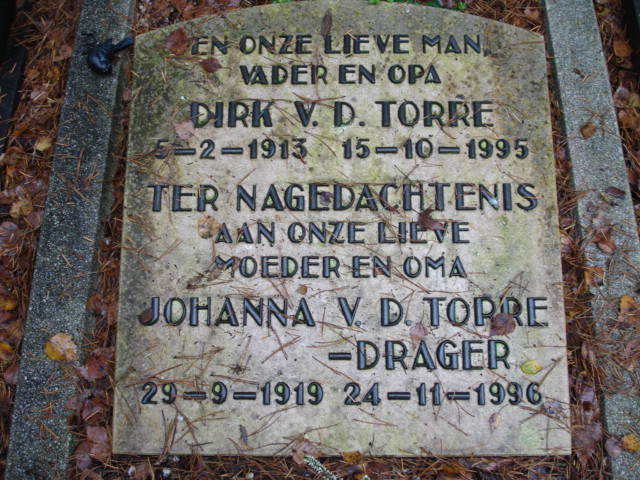 EN ONZE LIEVE MAN,
VADER EN OPA
DIRK V. D. TORRE
5-2-1913 15-10-1995
TER NAGEDACHTENIS
AAN ONZE LIEVE
MOEDER EN OMA
JOHANNA V. D. TORRE
-DRAGER
29-9-1919 24-11-1996